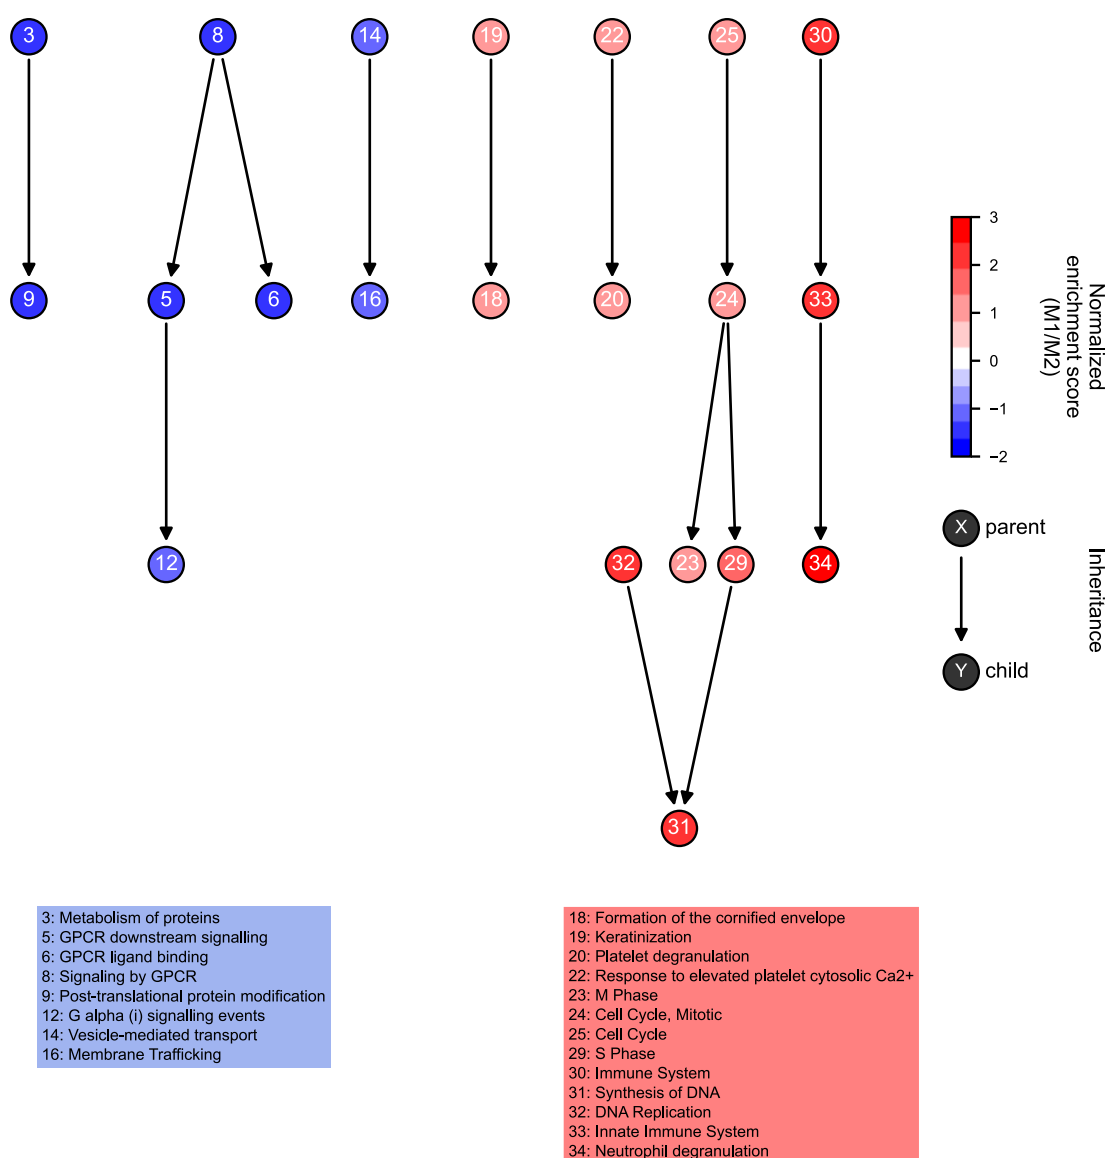 3
8
14
19
22
25
30
9
5
6
16
18
20
24
33
12
32
23
29
34
31
3
2
1
0
−1
−2
Normalized
enrichment score
(M1/M2)
X parent
Y child
Inheritance
3: Metabolism of proteins
5: GPCR downstream signalling
6: GPCR ligand binding
8: Signaling by GPCR
9: Post-translational protein modification
12: G alpha (i) signalling events
14: Vesicle-mediated transport
16: Membrane Trafficking
18: Formation of the cornified envelope
19: Keratinization
20: Platelet degranulation
22: Response to elevated platelet cytosolic Ca2+
23: M Phase
24: Cell Cycle, Mitotic
25: Cell Cycle
29: S Phase
30: Immune System
31: Synthesis of DNA
32: DNA Replication
33: Innate Immune System
34: Neutrophil degranulation